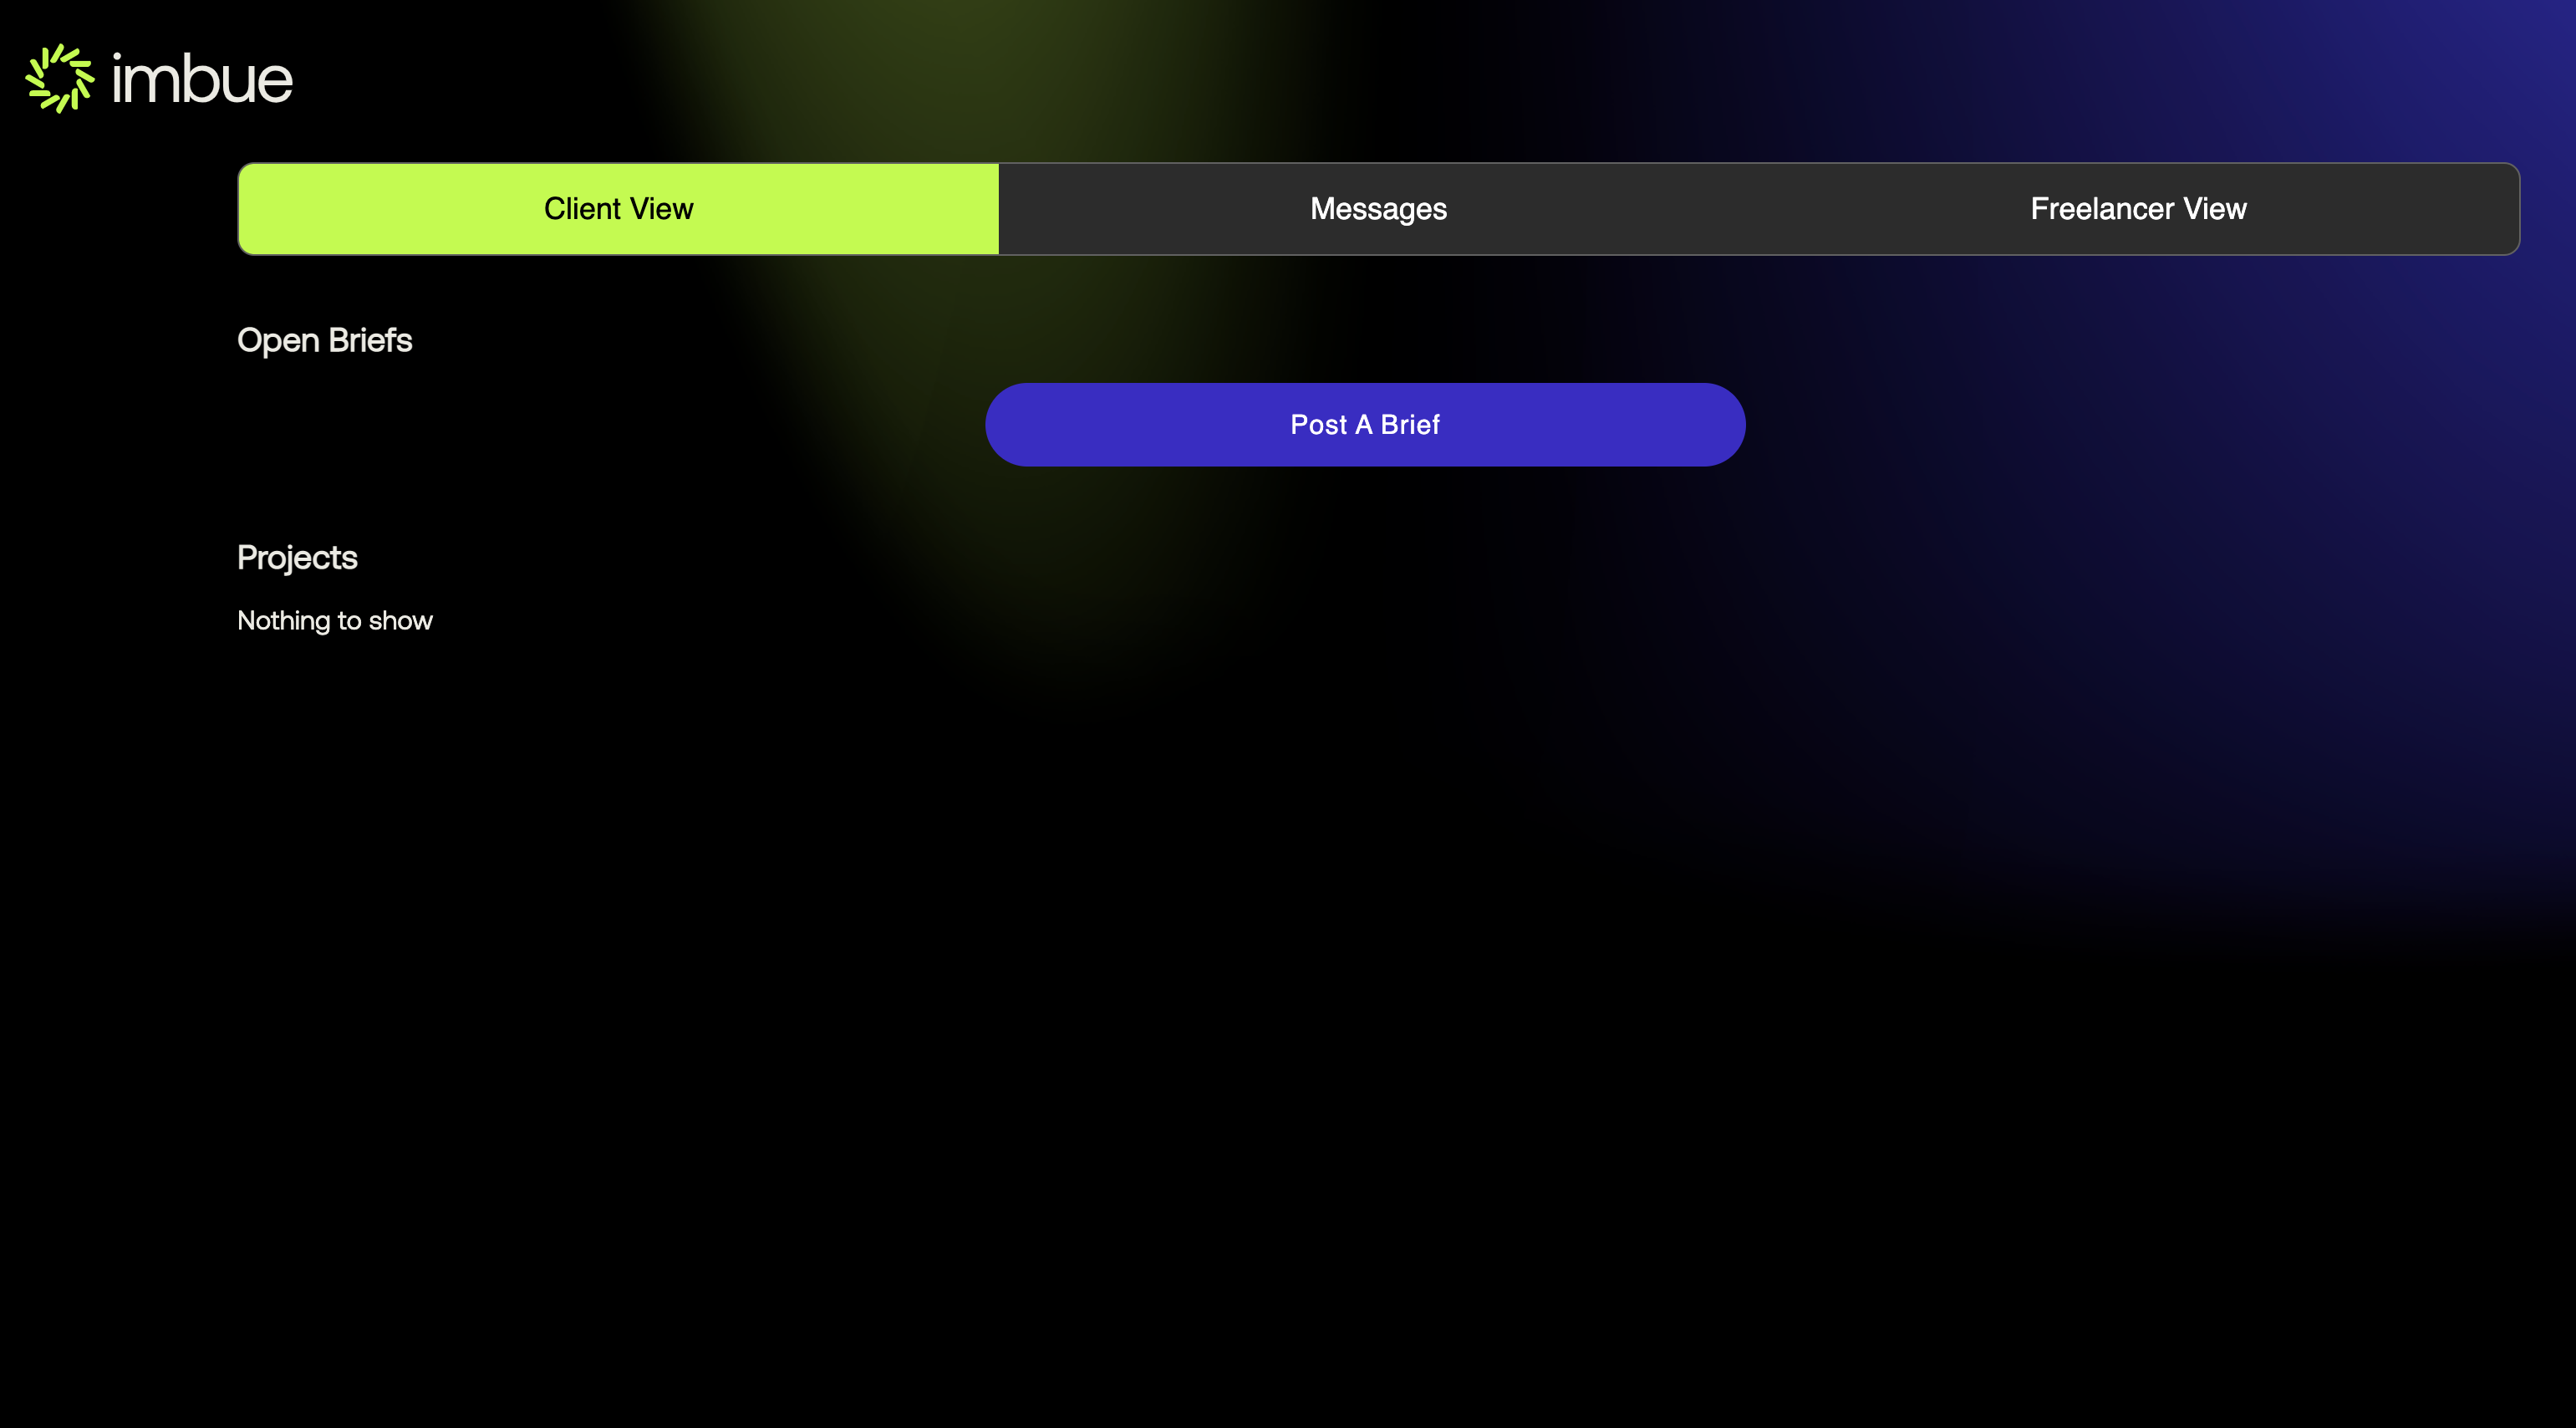 imbue
Client View
Messages
Freelancer View
Open Briefs
Post A Brief
Projects
Nothing to show